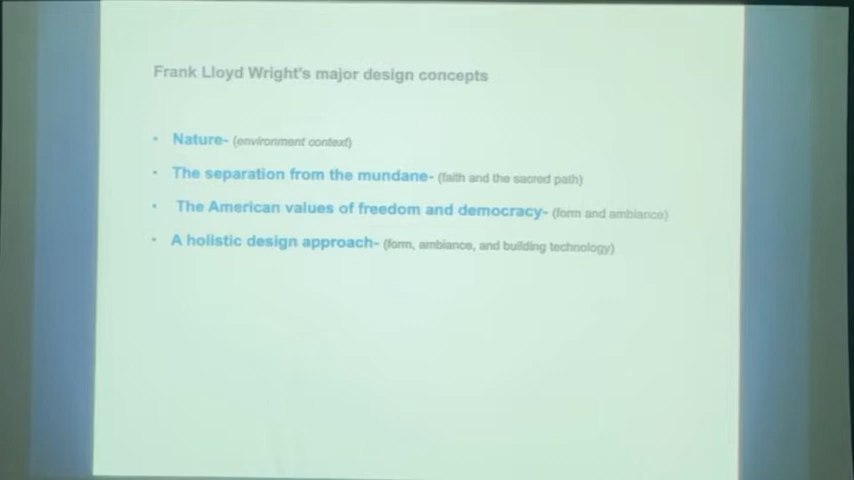 Frank Lloyd Wright's major design concepts
• Nature- (environment context)
• The separation from the mundane- (faith and the sacred path)
• The American values of freedom and democracy- (form and ambiance)
• A holistic design approach- (form, ambiance, and building technology)